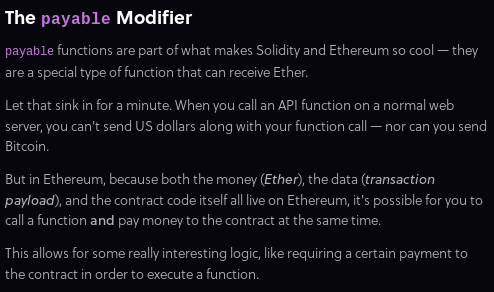 The payable Modifier
payable functions are part of what makes Solidity and Ethereum so cool — they
are a special type of function that can receive Ether.
Let that sink in for a minute. When you call an API function on a normal web
server, you can't send US dollars along with your function call — nor can you send
Bitcoin.
But in Ethereum, because both the money (Ether), the data (transaction
payload), and the contract code itself all live on Ethereum, it's possible for you to
call a function and pay money to the contract at the same time.
This allows for some really interesting logic, like requiring a certain payment to
the contract in order to execute a function.